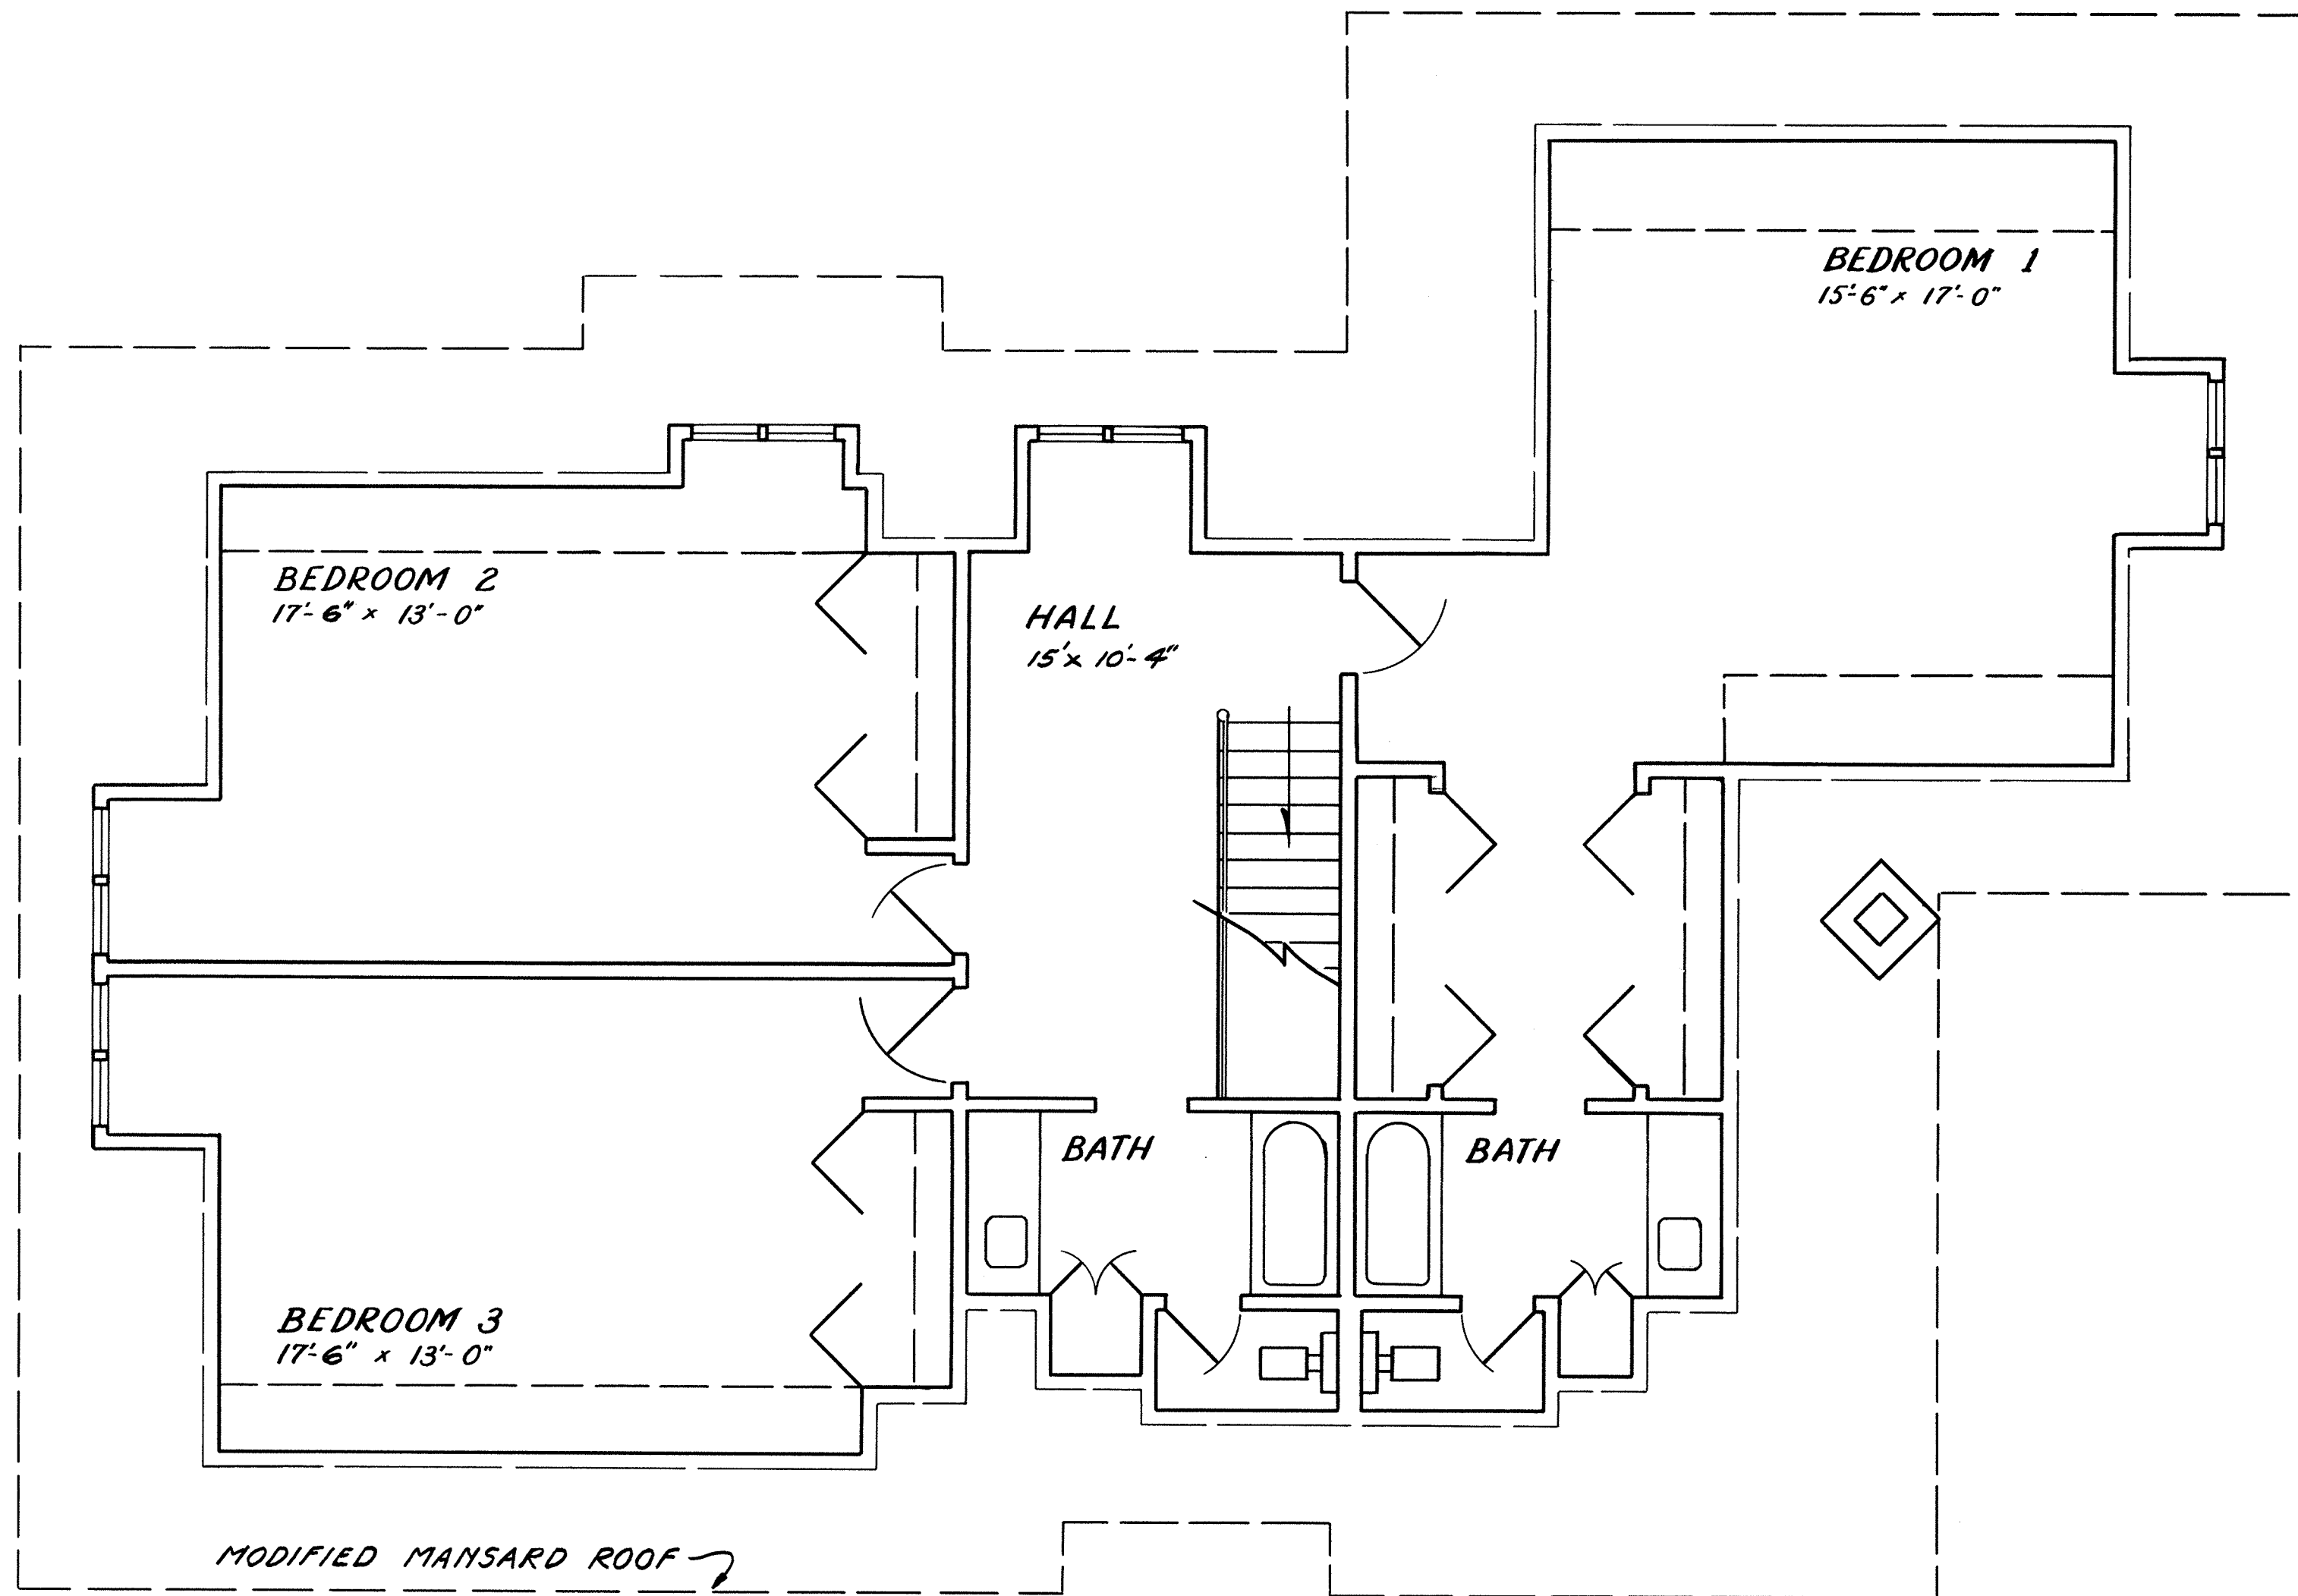 BEDROOM 1
15'-6" x 17'-0"
BEDROOM 2
17'-6" x 13'-0"
HALL
15' x 10'-4"
BATH
BATH
BEDROOM 3
17'-6" x 13'-0"
MODIFIED MANSARD ROOF